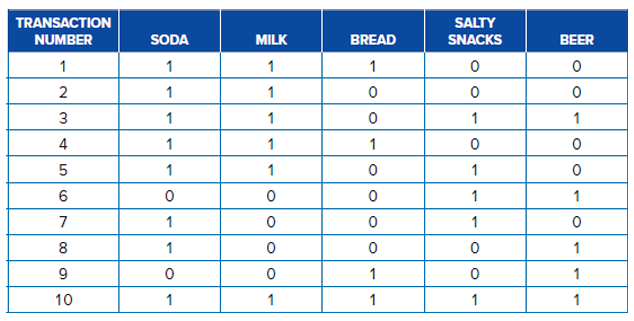 TRANSACTION NUMBER SODA MILK BREAD SALTY SNACKS BEER
1 1 1 1 0 0
2 1 1 0 0 0
3 1 1 0 1 1
4 1 1 1 0 0
5 1 1 0 1 0
6 0 0 0 1 1
7 1 0 0 1 0
8 1 0 0 0 1
9 0 0 1 0 1
10 1 1 1 1 1